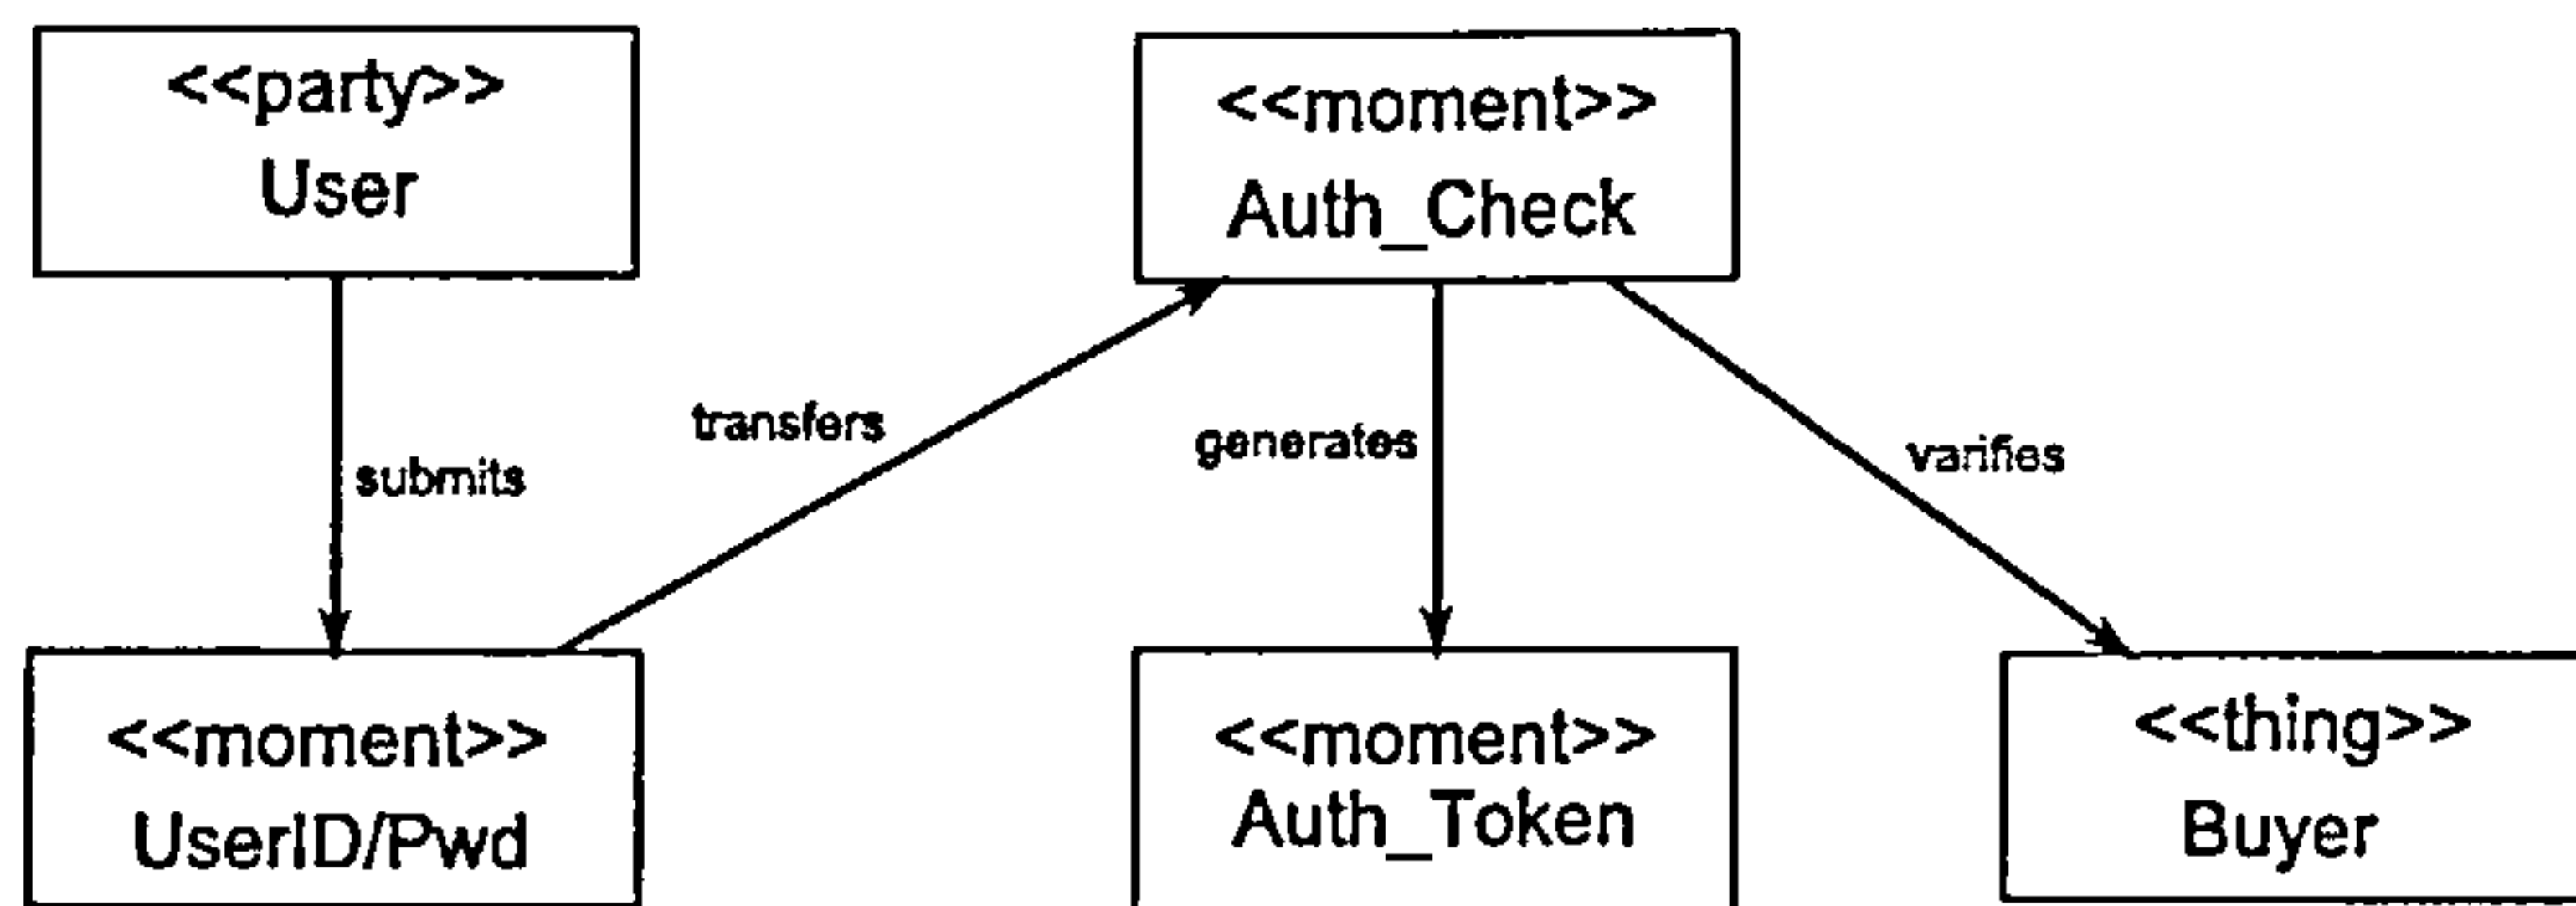 <<party>>
User
<<moment>>
Auth_Check
submits
transfers
generates
varifies
<<moment>>
UserID/Pwd
<<moment>>
Auth_Token
<<thing>>
Buyer